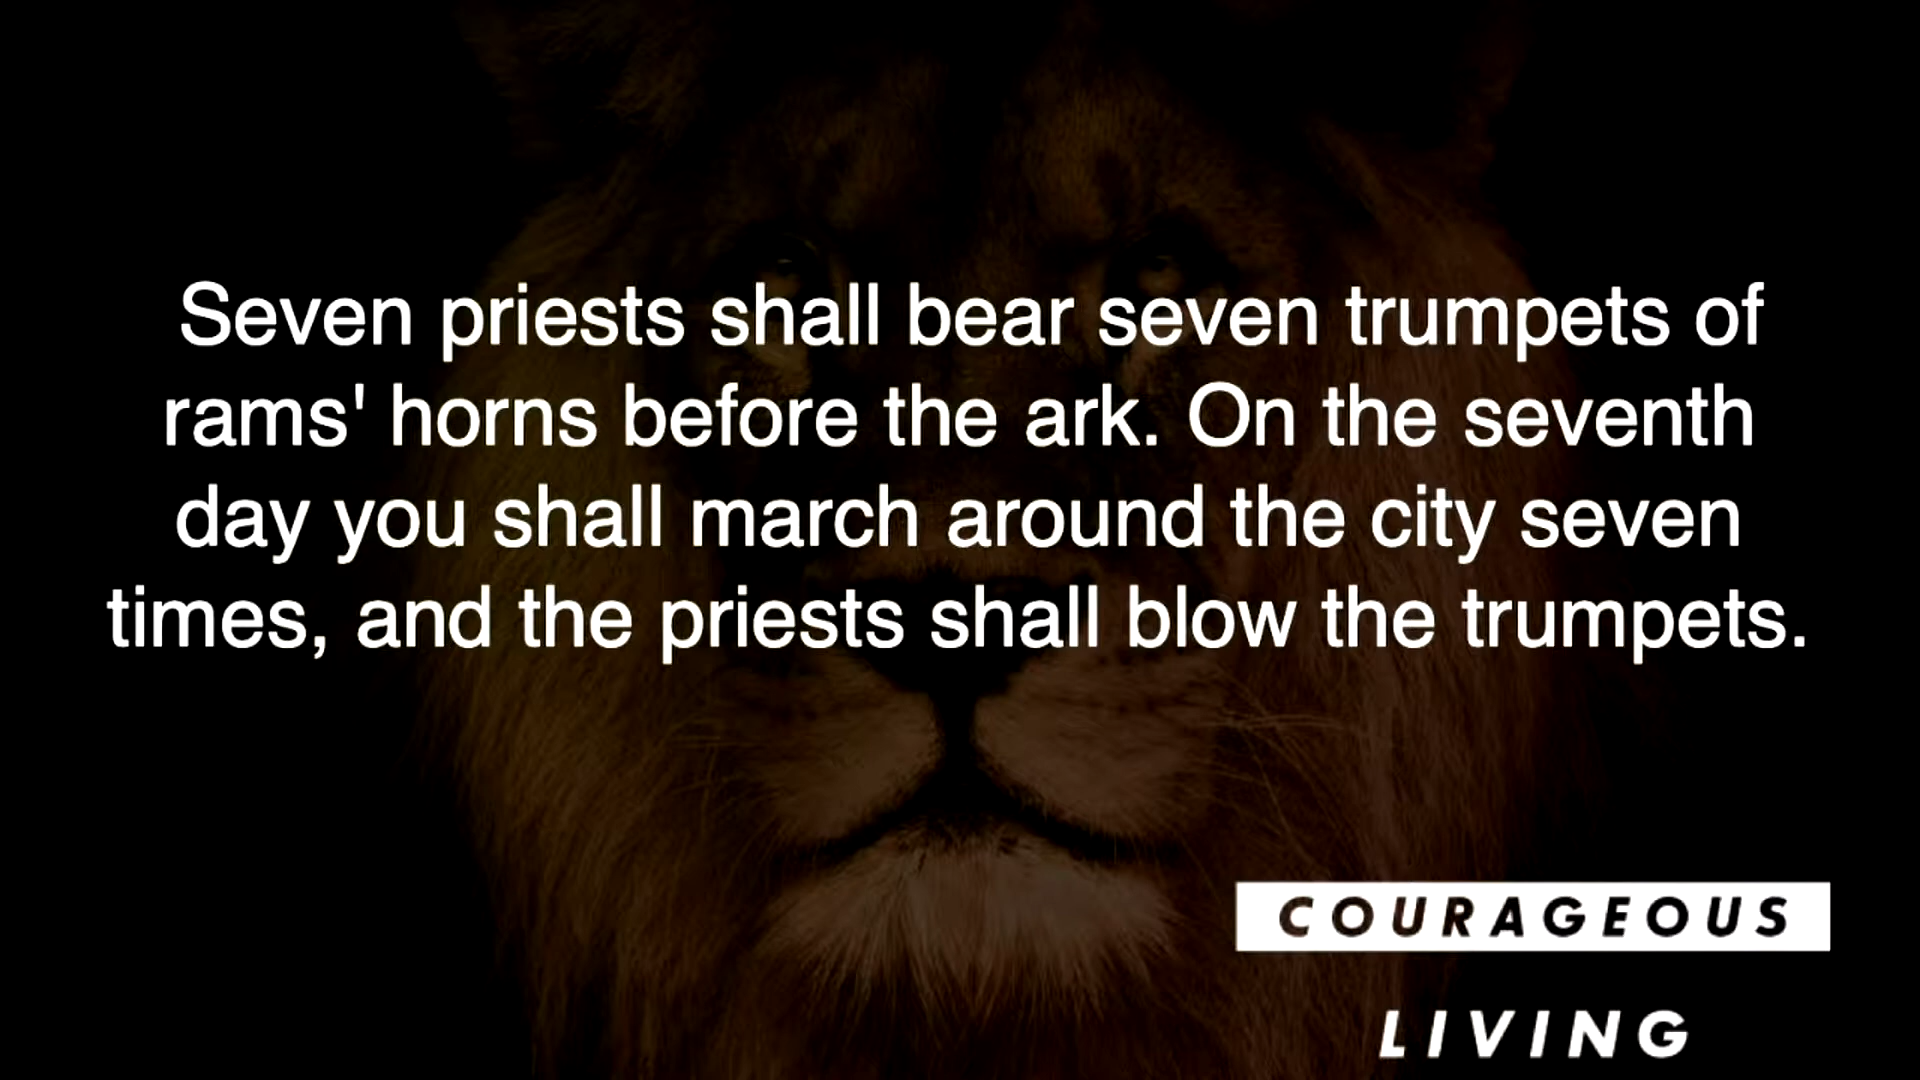 Seven priests shall bear seven trumpets of
rams' horns before the ark. On the seventh
day you shall march around the city seven
times, and the priests shall blow the trumpets.
COURAGEOUS
LIVING